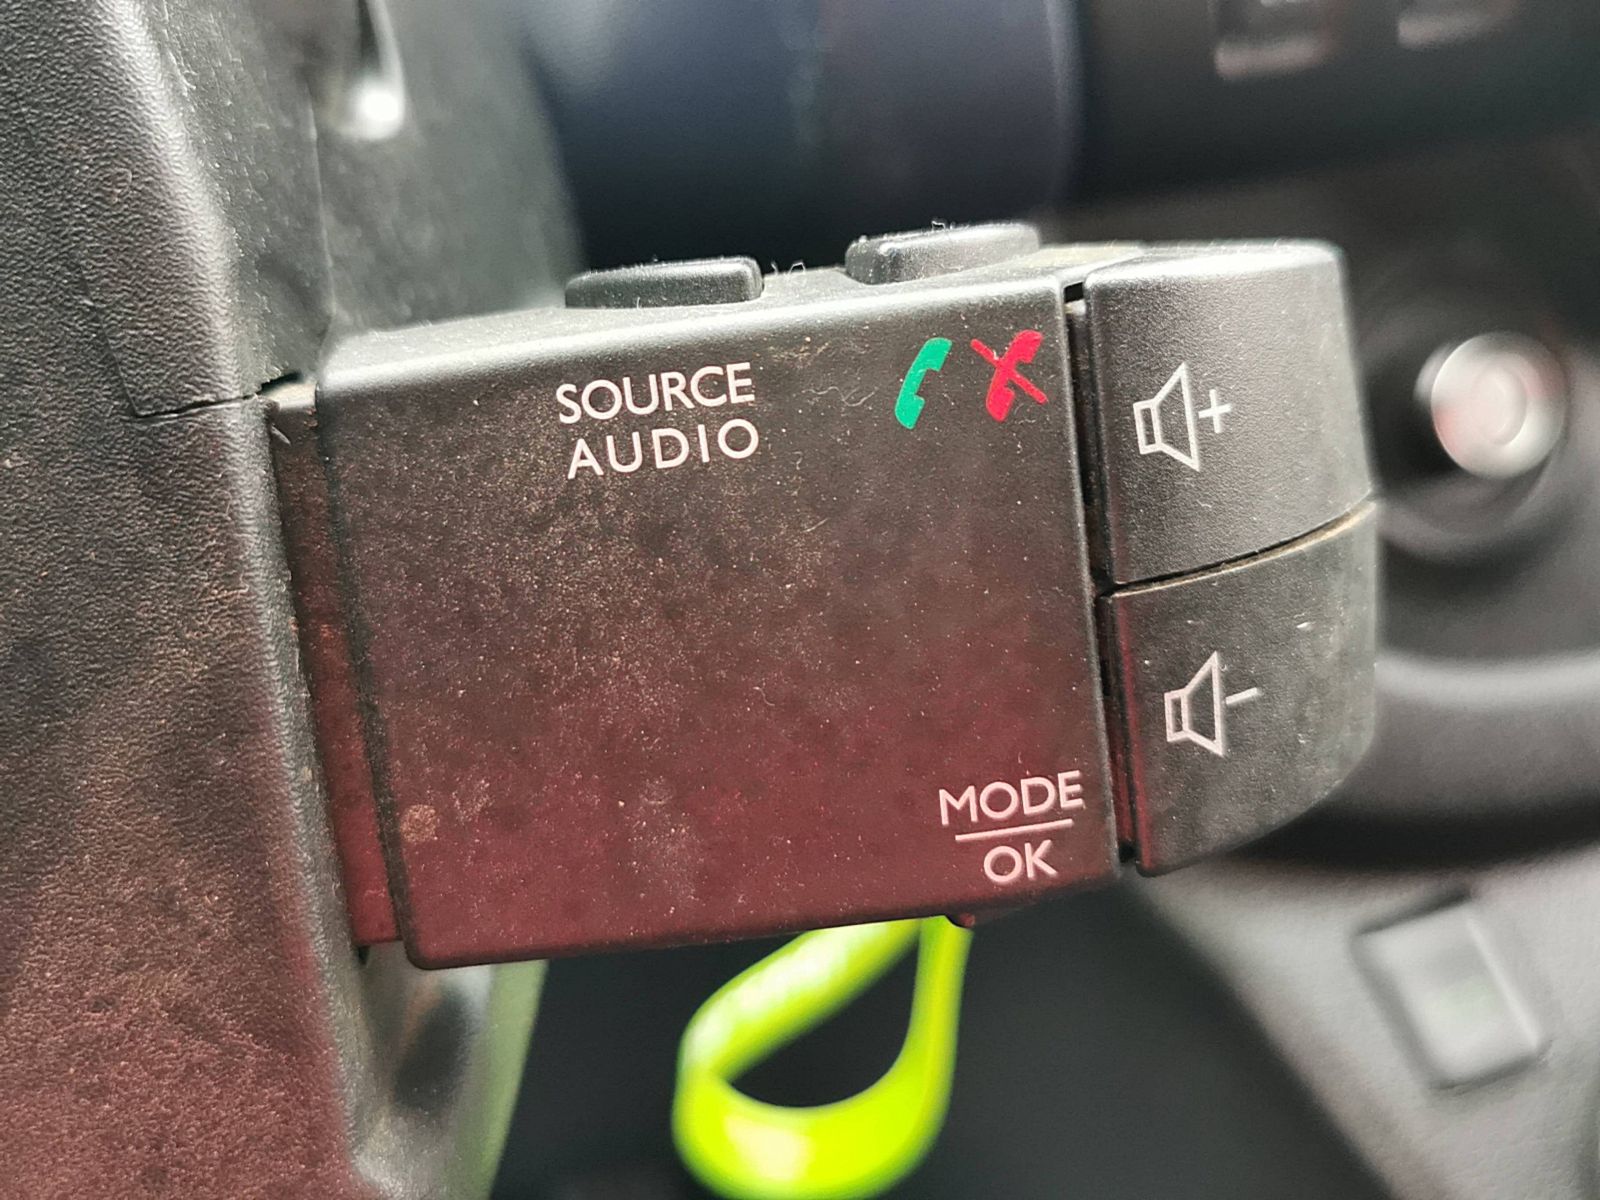 SOURCE
AUDIO
+
-
MODE
OK